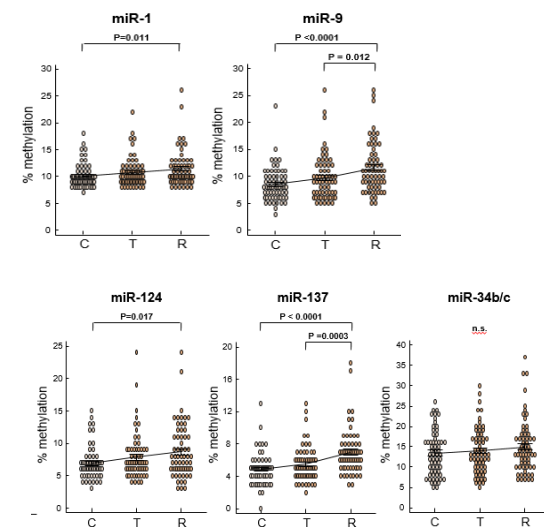 miR-1
P=0.011
% methylation
30
25
20
15
10
5
0
C T R
miR-9
P <0.0001
P = 0.012
% methylation
30
25
20
15
10
5
0
C T R
miR-124
P=0.017
% methylation
25
20
15
10
5
0
C T R
miR-137
P < 0.0001
P =0.0003
% methylation
20
16
12
8
4
0
C T R
miR-34b/c
n.s.
% methylation
40
35
30
25
20
15
10
5
0
C T R